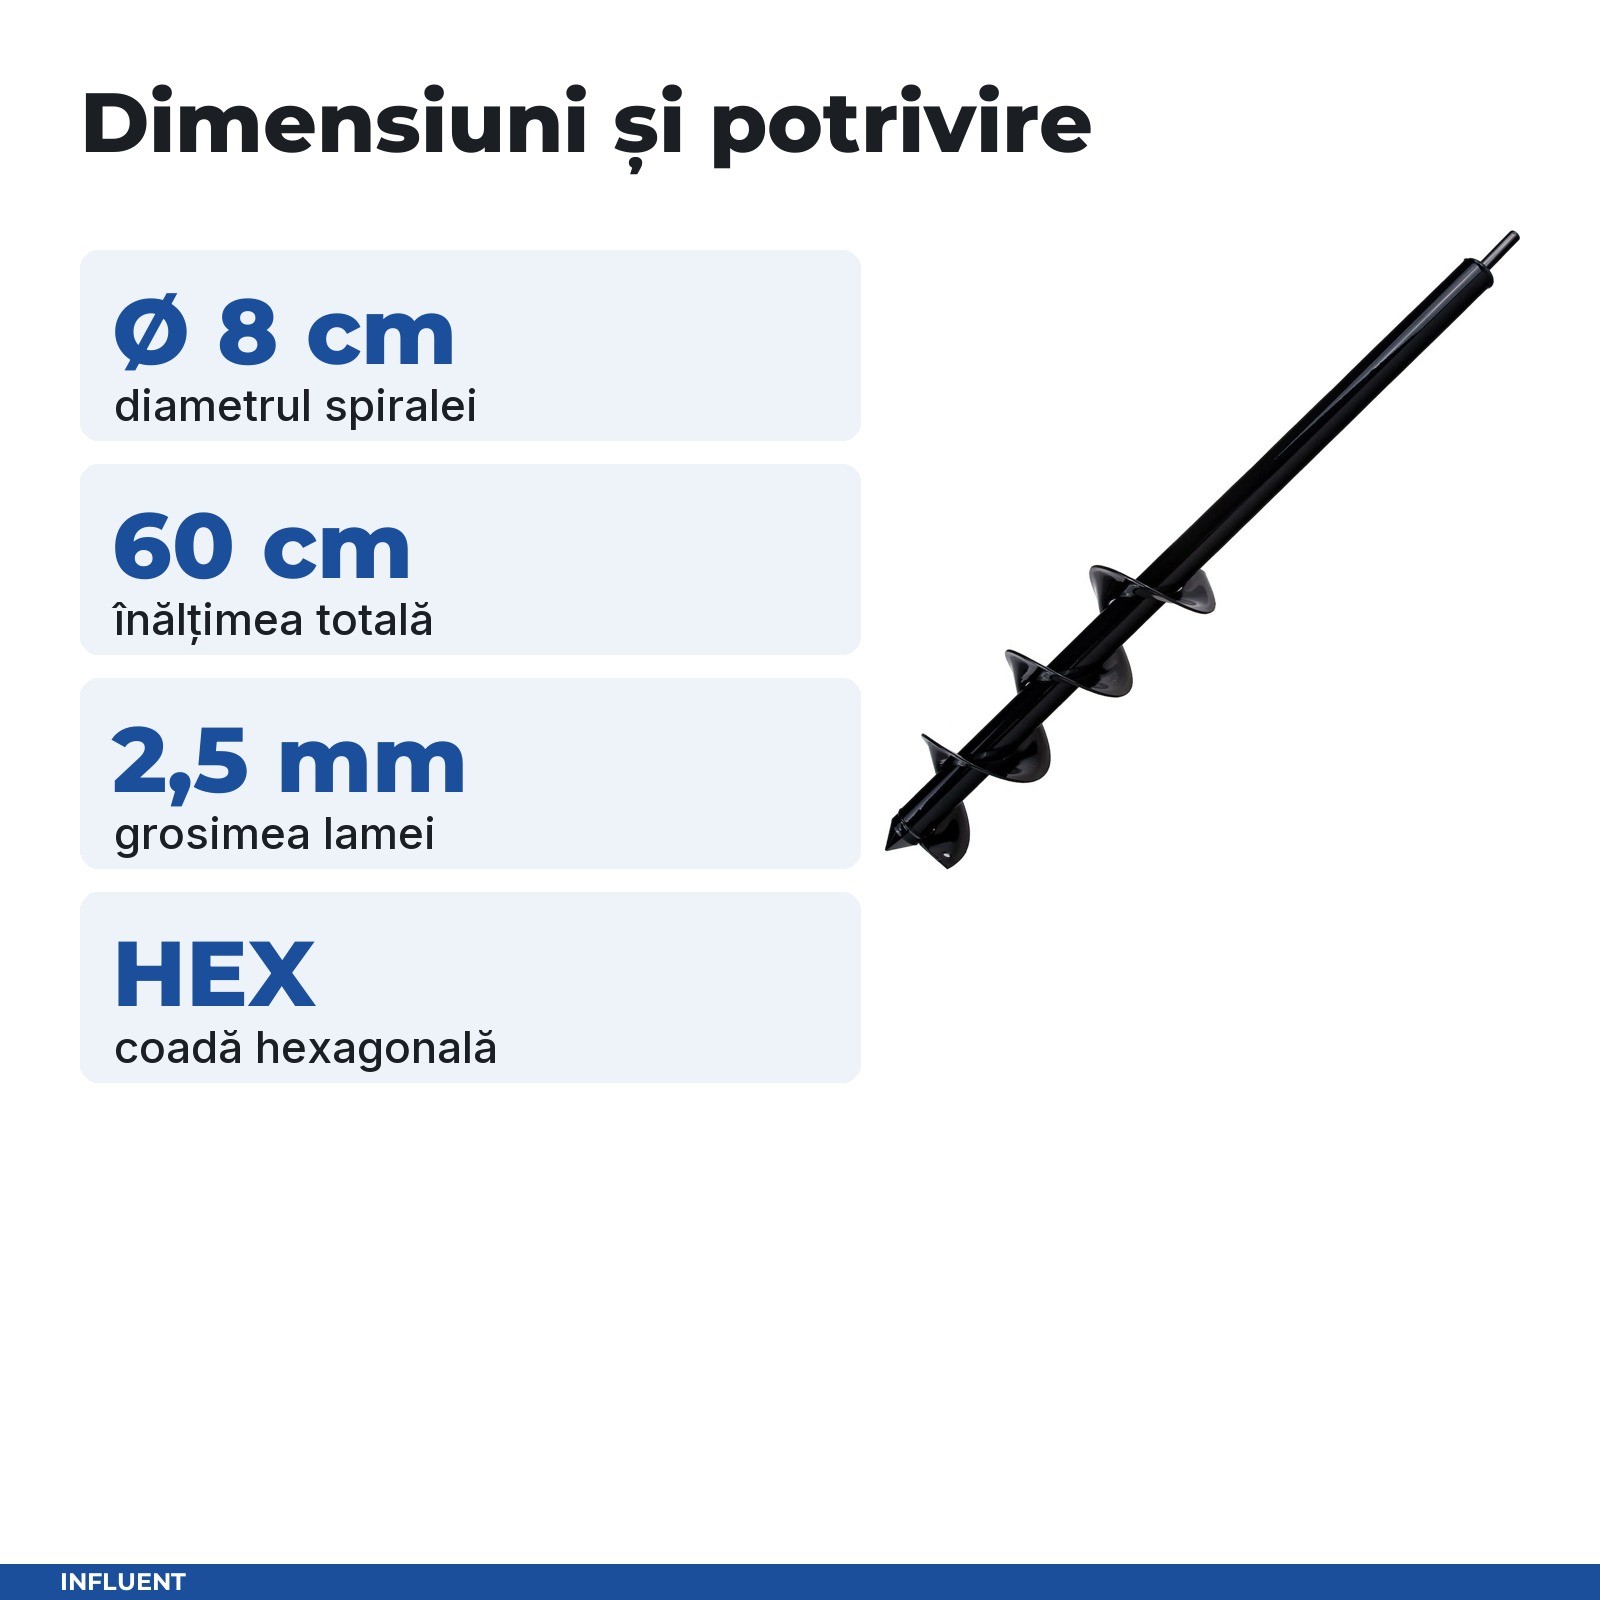 Dimensiuni și potrivire
Ø 8 cm
diametrul spiralei
60 cm
înălțimea totală
2,5 mm
grosimea lamei
HEX
coadă hexagonală
INFLUENT